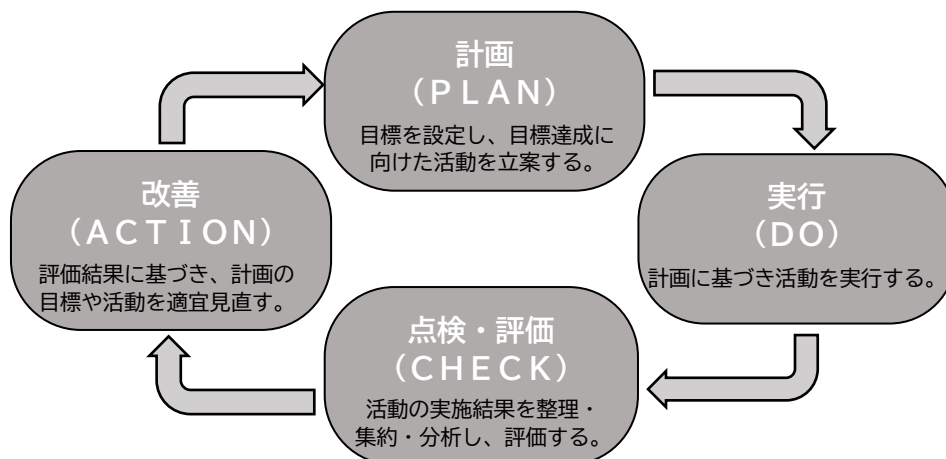 計画
（ＰＬＡＮ）
目標を設定し、目標達成に
向けた活動を立案する。
実行
（ＤＯ）
計画に基づき活動を実行する。
点検・評価
（ＣＨＥＣＫ）
活動の実施結果を整理・
集約・分析し、評価する。
改善
（ＡＣＴＩＯＮ）
評価結果に基づき、計画の
目標や活動を適宜見直す。